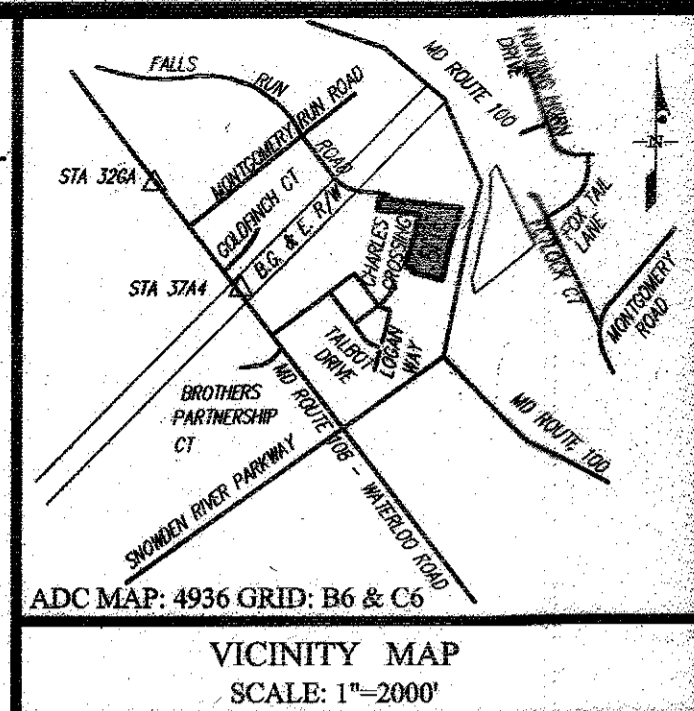 FALLS
RUN
ROAD
MD ROUTE 100
HUNTING HORN
DRIVE
MONTGOMERY RUN ROAD
STA 32GA
GOLDFINCH CT
B.G. & E. R/W
CHARLES
CROSSING
FOX TAIL
LANE
STA 37A4
N
TALBOT
DRIVE
LOGAN
WAY
MONTGOMERY
ROAD
BROTHERS
PARTNERSHIP
CT
MD ROUTE 108 - WATERLOO ROAD
MD ROUTE 100
SNOWDEN RIVER PARKWAY
ADC MAP: 4936 GRID: B6 & C6
VICINITY MAP
SCALE: 1"=2000'